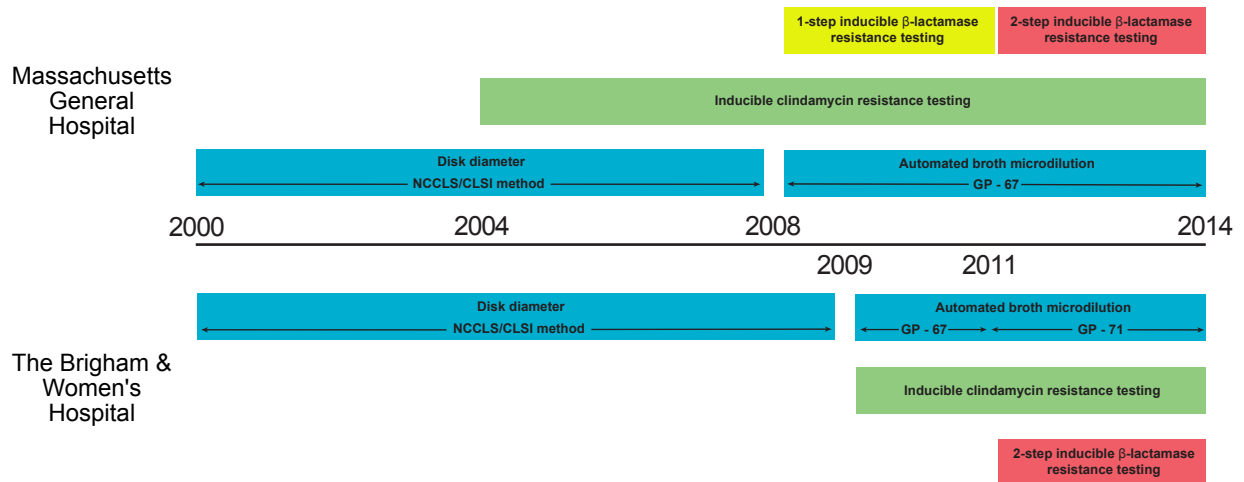 1-step inducible β-lactamase
resistance testing
2-step inducible β-lactamase
resistance testing
Massachusetts
General
Hospital
Inducible clindamycin resistance testing
Disk diameter
NCCLS/CLSI method
Automated broth microdilution
GP - 67
2000
2004
2008
2014
2009
2011
Disk diameter
NCCLS/CLSI method
Automated broth microdilution
GP - 67
GP - 71
The Brigham &
Women's
Hospital
Inducible clindamycin resistance testing
2-step inducible β-lactamase
resistance testing